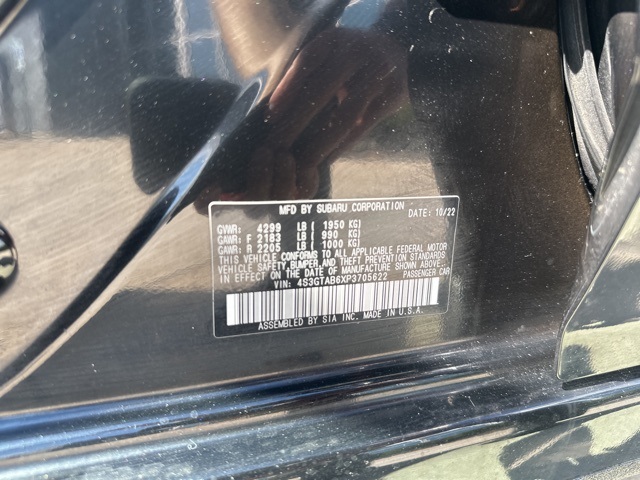 MFD BY SUBARU CORPORATION
DATE: 10/22
GVWR: 4299 LB ( 1950 KG)
GAWR: F 2183 LB ( 990 KG)
GAWR: R 2205 LB ( 1000 KG)
THIS VEHICLE CONFORMS TO ALL APPLICABLE FEDERAL MOTOR
VEHICLE SAFETY, BUMPER, AND THEFT PREVENTION STANDARDS
IN EFFECT ON THE DATE OF MANUFACTURE SHOWN ABOVE.
VIN: 4S3GTAB6XP3705622 PASSENGER CAR
ASSEMBLED BY SIA INC. MADE IN U.S.A.